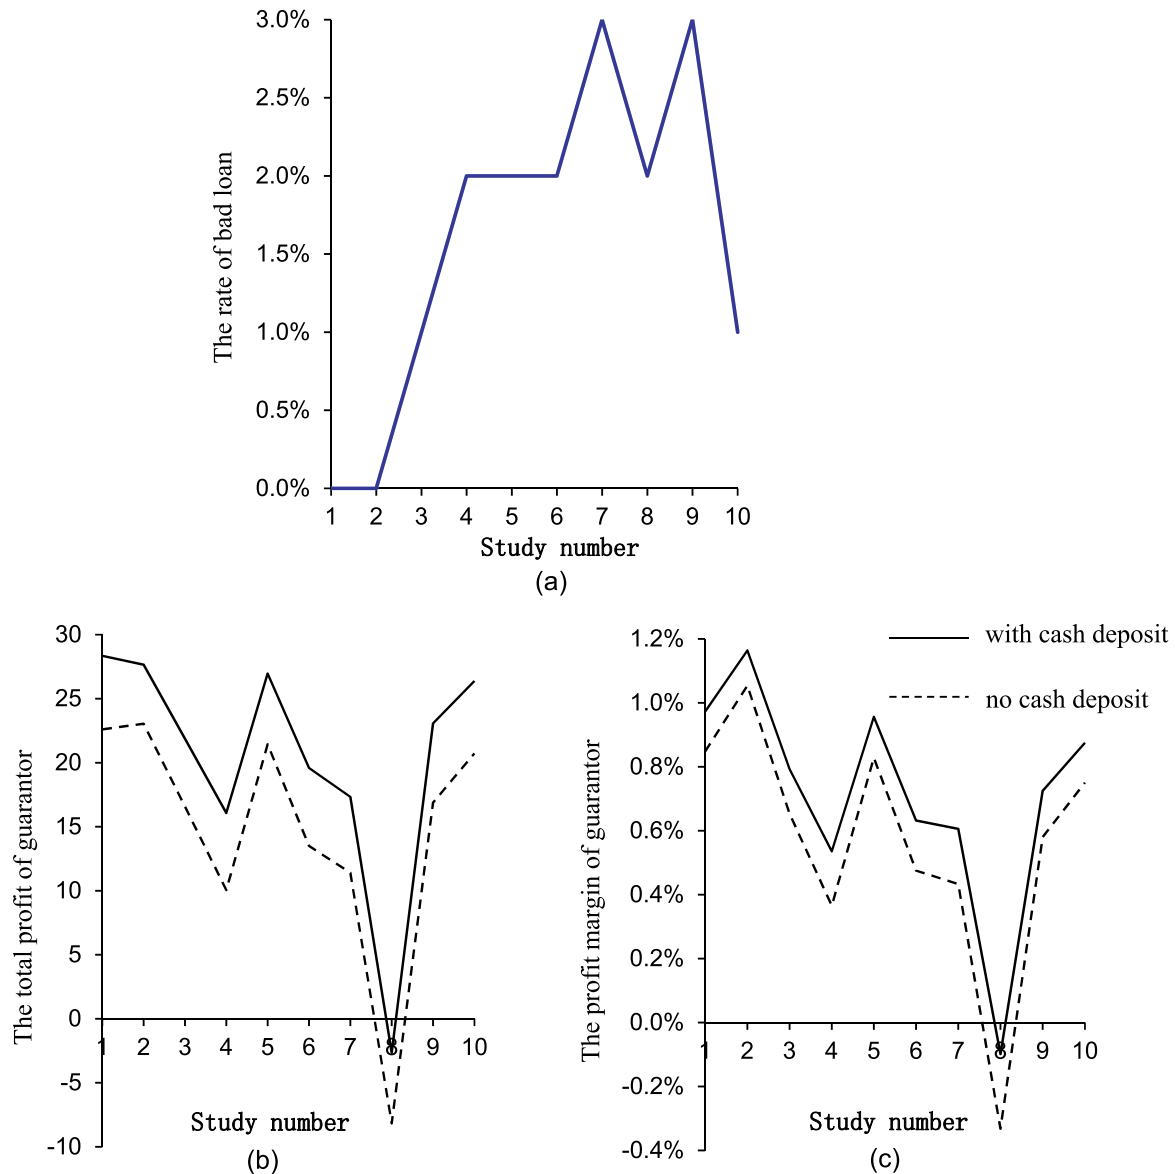 3.0%
2.5%
2.0%
1.5%
1.0%
0.5%
0.0%
The rate of bad loan
1 2 3 4 5 6 7 8 9 10
Study number
(a)
30
25
20
15
10
5
0
-5
-10
The total profit of guarantor
1 2 3 4 5 6 7 8 9 10
Study number
(b)
1.2%
1.0%
0.8%
0.6%
0.4%
0.2%
0.0%
-0.2%
-0.4%
The profit margin of guarantor
with cash deposit
no cash deposit
1 2 3 4 5 6 7 8 9 10
Study number
(c)